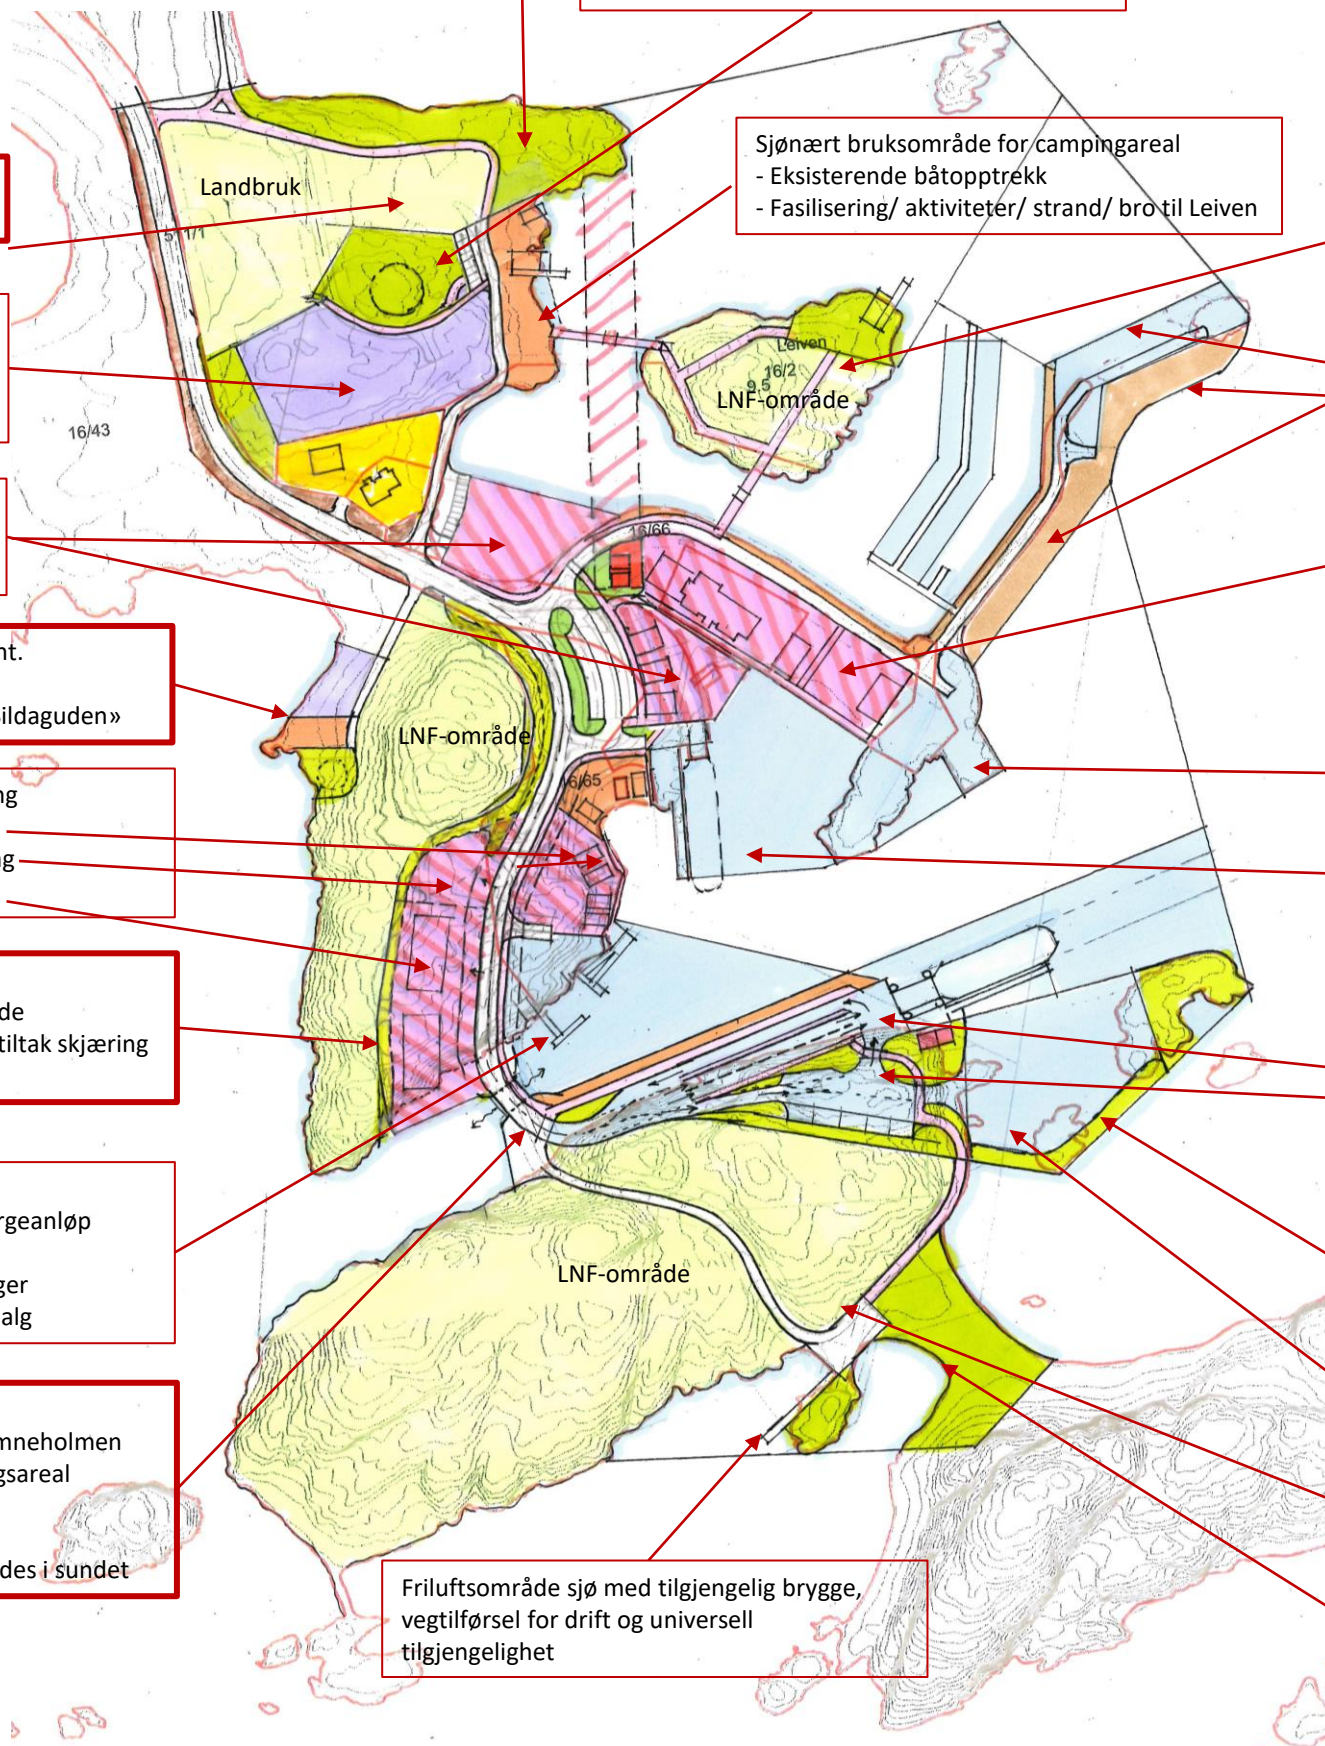 Sjønært bruksområde for campingareal
- Eksisterende båtopptrekk
- Fasilisering/ aktiviteter/ strand/ bro til Leiven
Landbruk
Leiven
16/2
9,5
LNF-område
16/43
16/66
nt.
ildaguden»
LNF-område
16/65
ng
ng
de
tiltak skjæring
rgeanløp
ger
alg
LNF-område
mneholmen
gsareal
des i sundet
Friluftsområde sjø med tilgjengelig brygge,
vegtilførsel for drift og universell
tilgjengelighet